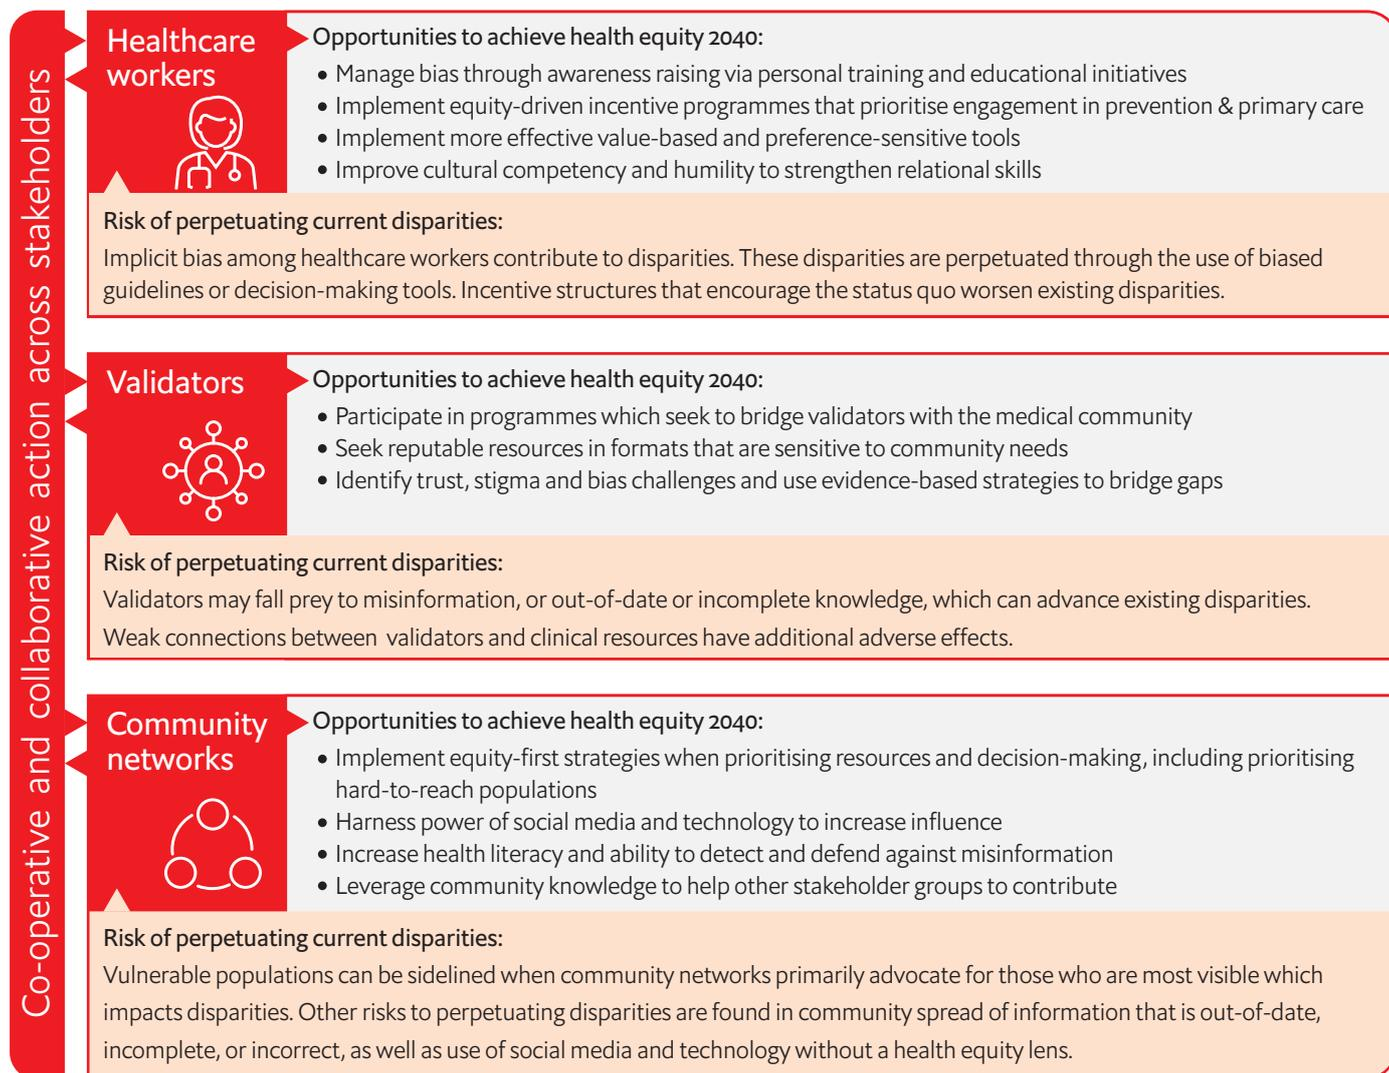 Co-operative and collaborative action across stakeholders
Healthcare
workers
Opportunities to achieve health equity 2040:
• Manage bias through awareness raising via personal training and educational initiatives
• Implement equity-driven incentive programmes that prioritise engagement in prevention & primary care
• Implement more effective value-based and preference-sensitive tools
• Improve cultural competency and humility to strengthen relational skills
Risk of perpetuating current disparities:
Implicit bias among healthcare workers contribute to disparities. These disparities are perpetuated through the use of biased
guidelines or decision-making tools. Incentive structures that encourage the status quo worsen existing disparities.
Validators
Opportunities to achieve health equity 2040:
• Participate in programmes which seek to bridge validators with the medical community
• Seek reputable resources in formats that are sensitive to community needs
• Identify trust, stigma and bias challenges and use evidence-based strategies to bridge gaps
Risk of perpetuating current disparities:
Validators may fall prey to misinformation, or out-of-date or incomplete knowledge, which can advance existing disparities.
Weak connections between validators and clinical resources have additional adverse effects.
Community
networks
Opportunities to achieve health equity 2040:
• Implement equity-first strategies when prioritising resources and decision-making, including prioritising
hard-to-reach populations
• Harness power of social media and technology to increase influence
• Increase health literacy and ability to detect and defend against misinformation
• Leverage community knowledge to help other stakeholder groups to contribute
Risk of perpetuating current disparities:
Vulnerable populations can be sidelined when community networks primarily advocate for those who are most visible which
impacts disparities. Other risks to perpetuating disparities are found in community spread of information that is out-of-date,
incomplete, or incorrect, as well as use of social media and technology without a health equity lens.